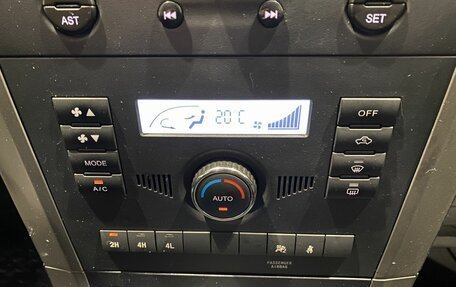 AST
SET
20°C
OFF
MODE
A/C
AUTO
2H 4H 4L
PASSENGER
AIRBAG